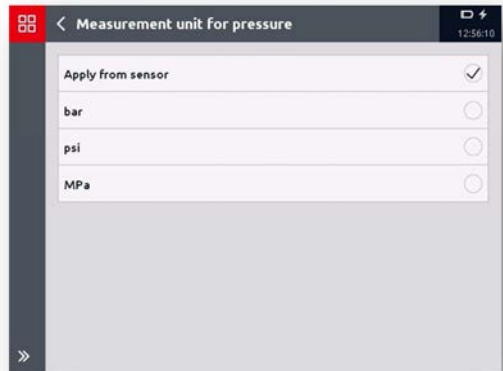 Measurement unit for pressure
12:56:10
Apply from sensor
bar
psi
MPa